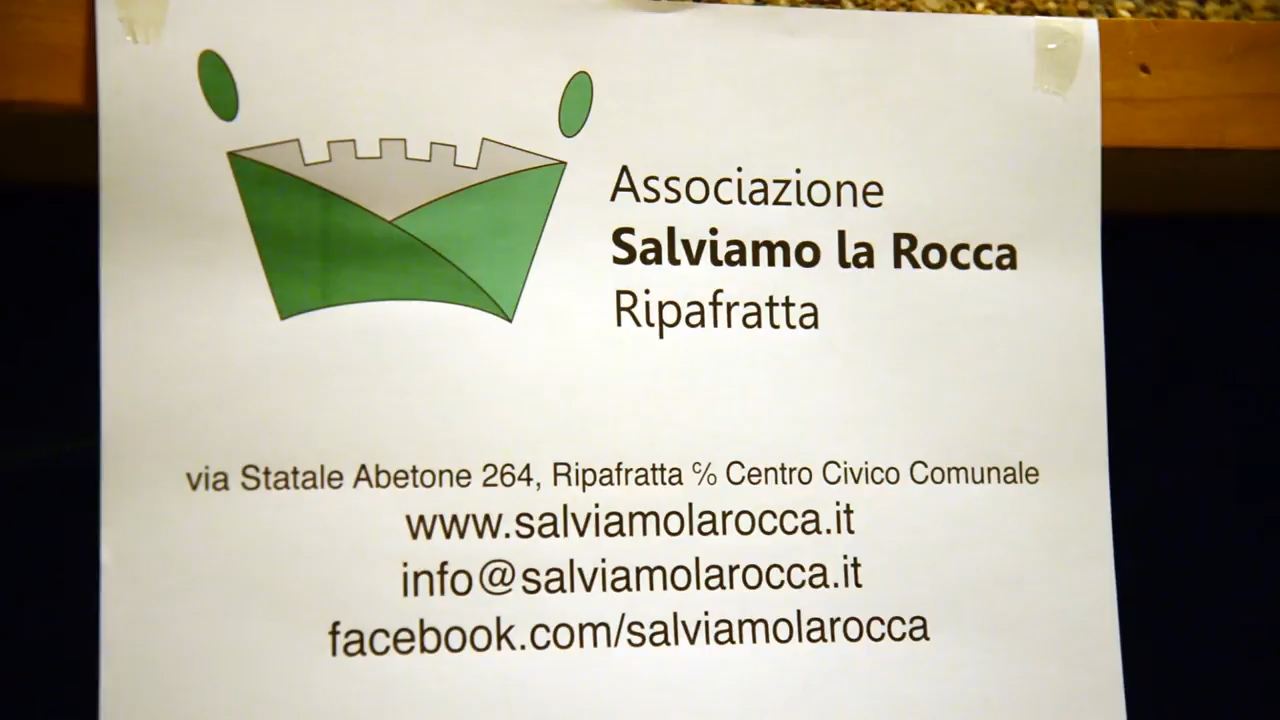 Associazione
Salviamo la Rocca
Ripafratta
via Statale Abetone 264, Ripafratta ℅ Centro Civico Comunale
www.salviamolarocca.it
info@salviamolarocca.it
facebook.com/salviamolarocca